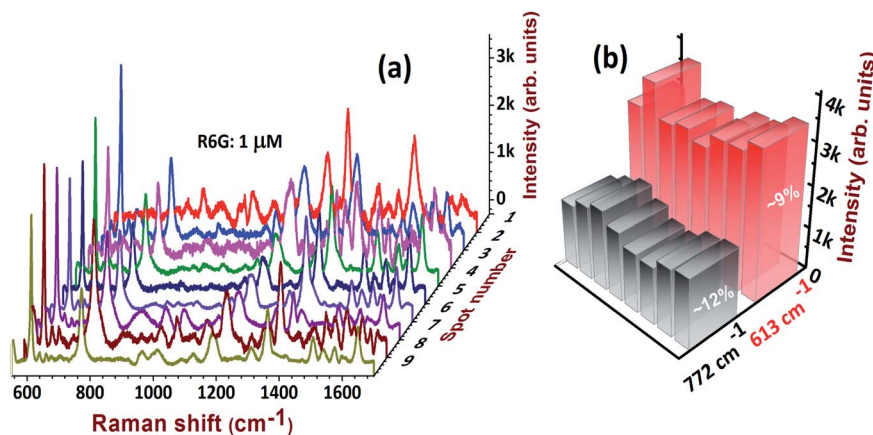 (a)
R6G: 1 μM
3k
2k
1k
0
Intensity (arb. units)
1
2
3
4
5
6
7
8
9
Spot number
600 800 1000 1200 1400 1600
Raman shift (cm-1)
(b)
4k
3k
2k
1k
0
Intensity (arb. units)
~9%
~12%
772 cm-1
613 cm-1